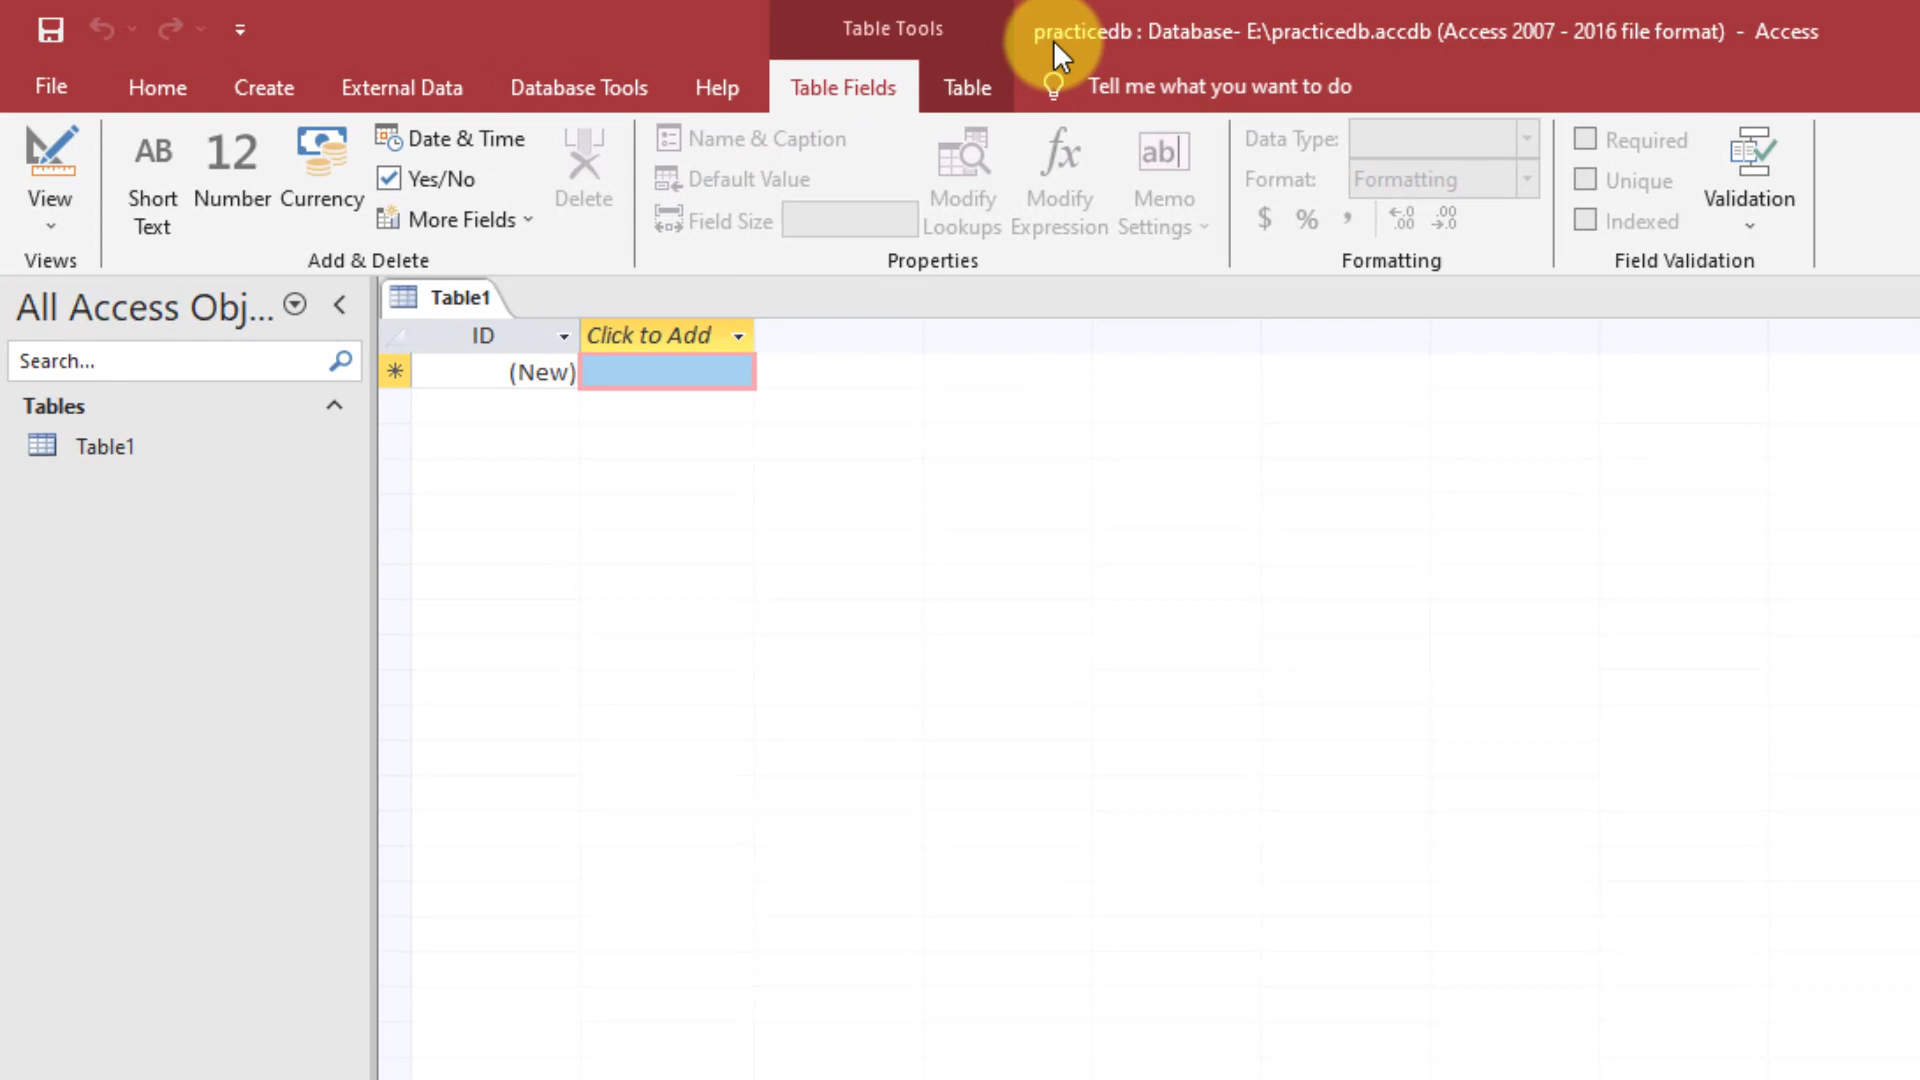 Table Tools
practicedb : Database- E:\practicedb.accdb (Access 2007 - 2016 file format) - Access
File Home Create External Data Database Tools Help Table Fields Table Tell me what you want to do
View
Views
AB
Short
Text
12
Number
Currency
Date & Time
Yes/No
More Fields
Delete
Add & Delete
Name & Caption
Default Value
Field Size
Modify
Lookups
fx
Modify
Expression
ab|
Memo
Settings
Properties
Data Type:
Format: Formatting
$ % , ←.0 .00 .00 →.0
Formatting
Required
Unique
Indexed
Validation
Field Validation
All Access Obj...
Search...
Tables
Table1
Table1
ID Click to Add
* (New)